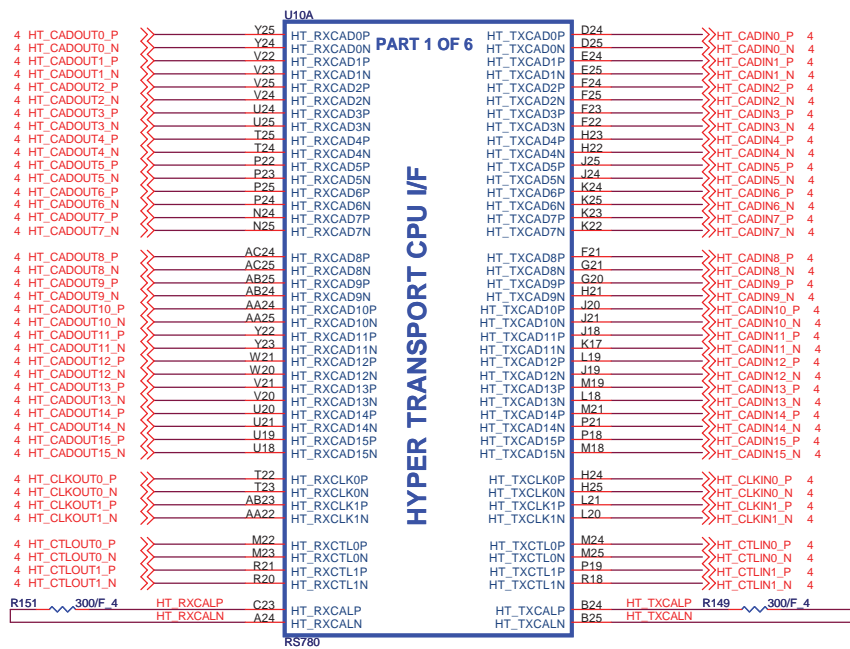 U10A
4 HT_CADOUT0_P Y25 HT_RXCAD0P PART 1 OF 6 HT_TXCAD0P D24 HT_CADIN0_P 4
4 HT_CADOUT0_N Y24 HT_RXCAD0N HT_TXCAD0N D25 HT_CADIN0_N 4
4 HT_CADOUT1_P V22 HT_RXCAD1P HT_TXCAD1P E24 HT_CADIN1_P 4
4 HT_CADOUT1_N V23 HT_RXCAD1N HT_TXCAD1N E25 HT_CADIN1_N 4
4 HT_CADOUT2_P V25 HT_RXCAD2P HT_TXCAD2P F24 HT_CADIN2_P 4
4 HT_CADOUT2_N V24 HT_RXCAD2N HT_TXCAD2N F25 HT_CADIN2_N 4
4 HT_CADOUT3_P U24 HT_RXCAD3P HT_TXCAD3P F23 HT_CADIN3_P 4
4 HT_CADOUT3_N U25 HT_RXCAD3N HT_TXCAD3N F22 HT_CADIN3_N 4
4 HT_CADOUT4_P T25 HT_RXCAD4P HT_TXCAD4P H23 HT_CADIN4_P 4
4 HT_CADOUT4_N T24 HT_RXCAD4N HT_TXCAD4N H22 HT_CADIN4_N 4
4 HT_CADOUT5_P P22 HT_RXCAD5P HT_TXCAD5P J25 HT_CADIN5_P 4
4 HT_CADOUT5_N P23 HT_RXCAD5N HT_TXCAD5N J24 HT_CADIN5_N 4
4 HT_CADOUT6_P P25 HT_RXCAD6P HT_TXCAD6P K24 HT_CADIN6_P 4
4 HT_CADOUT6_N P24 HT_RXCAD6N HT_TXCAD6N K25 HT_CADIN6_N 4
4 HT_CADOUT7_P N24 HT_RXCAD7P HT_TXCAD7P K23 HT_CADIN7_P 4
4 HT_CADOUT7_N N25 HT_RXCAD7N HT_TXCAD7N K22 HT_CADIN7_N 4
HYPER TRANSPORT CPU I/F
4 HT_CADOUT8_P AC24 HT_RXCAD8P HT_TXCAD8P F21 HT_CADIN8_P 4
4 HT_CADOUT8_N AC25 HT_RXCAD8N HT_TXCAD8N G21 HT_CADIN8_N 4
4 HT_CADOUT9_P AB25 HT_RXCAD9P HT_TXCAD9P G20 HT_CADIN9_P 4
4 HT_CADOUT9_N AB24 HT_RXCAD9N HT_TXCAD9N H21 HT_CADIN9_N 4
4 HT_CADOUT10_P AA24 HT_RXCAD10P HT_TXCAD10P J20 HT_CADIN10_P 4
4 HT_CADOUT10_N AA25 HT_RXCAD10N HT_TXCAD10N J21 HT_CADIN10_N 4
4 HT_CADOUT11_P Y22 HT_RXCAD11P HT_TXCAD11P J18 HT_CADIN11_P 4
4 HT_CADOUT11_N Y23 HT_RXCAD11N HT_TXCAD11N K17 HT_CADIN11_N 4
4 HT_CADOUT12_P W21 HT_RXCAD12P HT_TXCAD12P L19 HT_CADIN12_P 4
4 HT_CADOUT12_N W20 HT_RXCAD12N HT_TXCAD12N J19 HT_CADIN12_N 4
4 HT_CADOUT13_P V21 HT_RXCAD13P HT_TXCAD13P M19 HT_CADIN13_P 4
4 HT_CADOUT13_N V20 HT_RXCAD13N HT_TXCAD13N L18 HT_CADIN13_N 4
4 HT_CADOUT14_P U20 HT_RXCAD14P HT_TXCAD14P M21 HT_CADIN14_P 4
4 HT_CADOUT14_N U21 HT_RXCAD14N HT_TXCAD14N P21 HT_CADIN14_N 4
4 HT_CADOUT15_P U19 HT_RXCAD15P HT_TXCAD15P P18 HT_CADIN15_P 4
4 HT_CADOUT15_N U18 HT_RXCAD15N HT_TXCAD15N M18 HT_CADIN15_N 4
4 HT_CLKOUT0_P T22 HT_RXCLK0P HT_TXCLK0P H24 HT_CLKIN0_P 4
4 HT_CLKOUT0_N T23 HT_RXCLK0N HT_TXCLK0N H25 HT_CLKIN0_N 4
4 HT_CLKOUT1_P AB23 HT_RXCLK1P HT_TXCLK1P L21 HT_CLKIN1_P 4
4 HT_CLKOUT1_N AA22 HT_RXCLK1N HT_TXCLK1N L20 HT_CLKIN1_N 4
4 HT_CTLOUT0_P M22 HT_RXCTL0P HT_TXCTL0P M24 HT_CTLIN0_P 4
4 HT_CTLOUT0_N M23 HT_RXCTL0N HT_TXCTL0N M25 HT_CTLIN0_N 4
4 HT_CTLOUT1_P R21 HT_RXCTL1P HT_TXCTL1P P19 HT_CTLIN1_P 4
4 HT_CTLOUT1_N R20 HT_RXCTL1N HT_TXCTL1N R18 HT_CTLIN1_N 4
R151 300/F_4 HT_RXCALP C23 HT_RXCALP HT_TXCALP B24 HT_TXCALP R149 300/F_4
HT_RXCALN A24 HT_RXCALN HT_TXCALN B25 HT_TXCALN
RS780